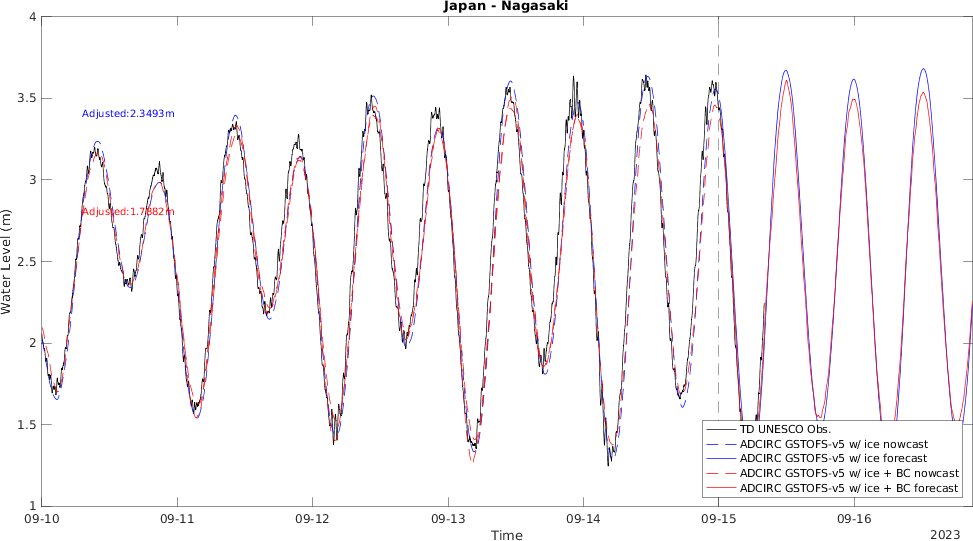 Japan - Nagasaki
4
3.5
3
2.5
2
1.5
1
Water Level (m)
Adjusted:2.3493m
Adjusted:1.7382m
TD UNESCO Obs.
ADCIRC GSTOFS-v5 w/ ice nowcast
ADCIRC GSTOFS-v5 w/ ice forecast
ADCIRC GSTOFS-v5 w/ ice + BC nowcast
ADCIRC GSTOFS-v5 w/ ice + BC forecast
09-10 09-11 09-12 09-13 09-14 09-15 09-16
Time
2023